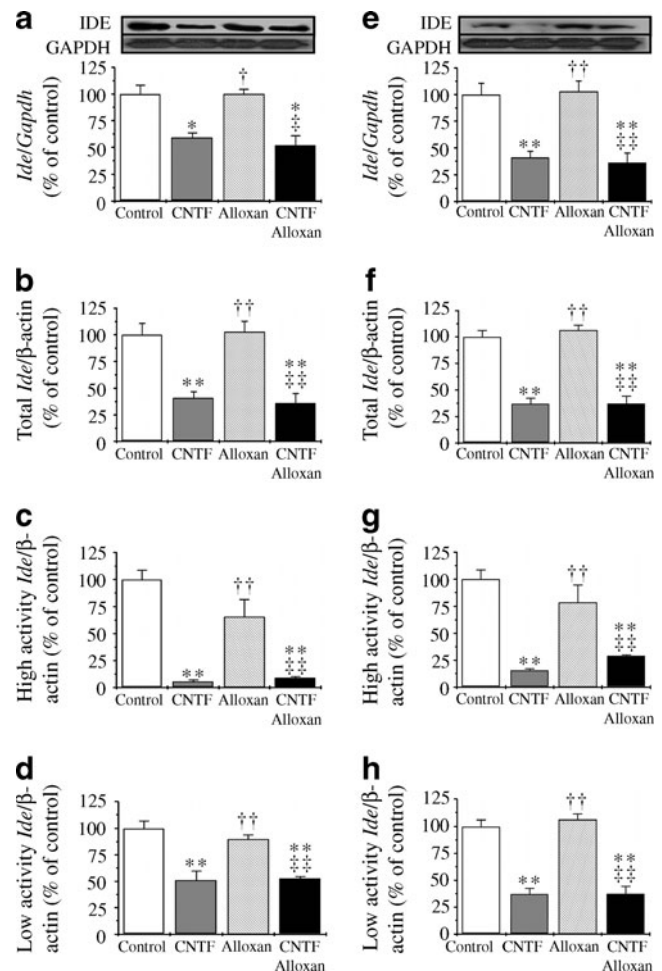 a
IDE
GAPDH
Ide/Gapdh
(% of control)
125
100
75
50
25
0
*
†
*
‡
Control
CNTF
Alloxan
CNTF
Alloxan
e
IDE
GAPDH
Ide/Gapdh
(% of control)
125
100
75
50
25
0
**
††
**
‡‡
Control
CNTF
Alloxan
CNTF
Alloxan
b
Total Ide/β-actin
(% of control)
125
100
75
50
25
0
**
††
**
‡‡
Control
CNTF
Alloxan
CNTF
Alloxan
f
Total Ide/β-actin
(% of control)
125
100
75
50
25
0
**
††
**
‡‡
Control
CNTF
Alloxan
CNTF
Alloxan
c
High activity Ide/β-
actin (% of control)
125
100
75
50
25
0
**
††
**
‡‡
Control
CNTF
Alloxan
CNTF
Alloxan
g
High activity Ide/β-
actin (% of control)
125
100
75
50
25
0
**
††
**
‡‡
Control
CNTF
Alloxan
CNTF
Alloxan
d
Low activity Ide/β-
actin (% of control)
125
100
75
50
25
0
**
††
**
‡‡
Control
CNTF
Alloxan
CNTF
Alloxan
h
Low activity Ide/β-
actin (% of control)
125
100
75
50
25
0
**
††
**
‡‡
Control
CNTF
Alloxan
CNTF
Alloxan